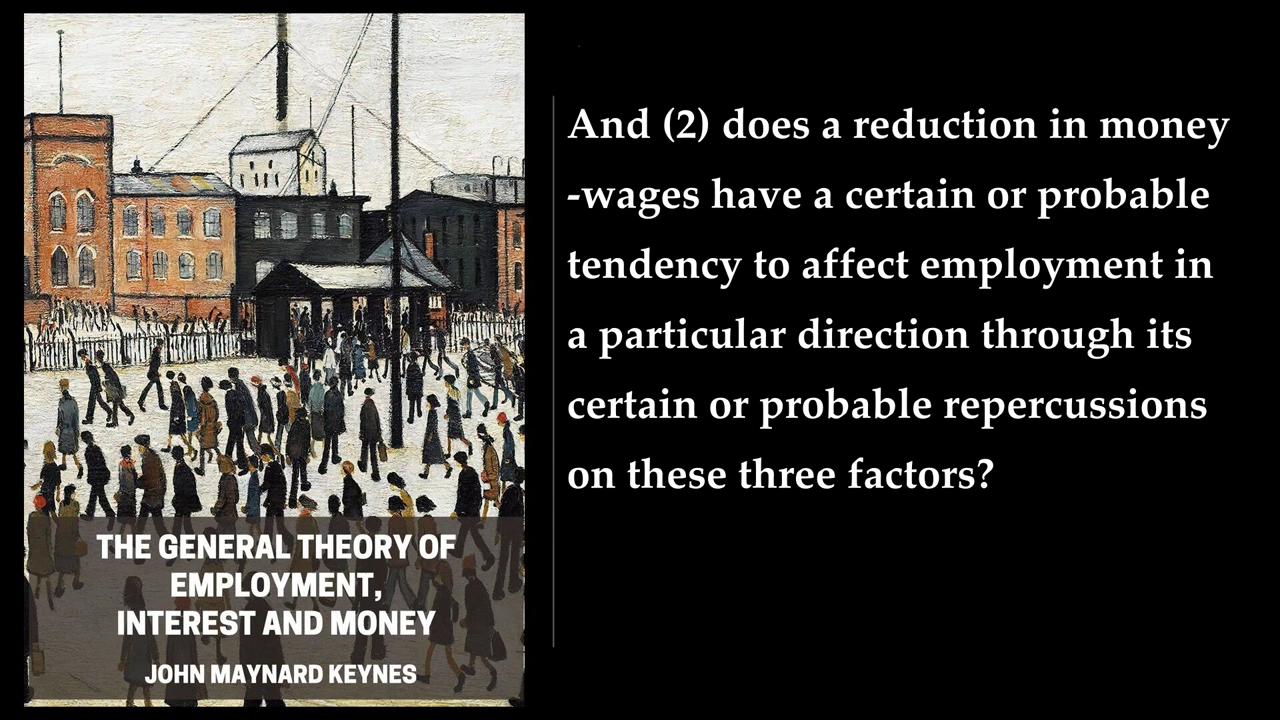 And (2) does a reduction in money
-wages have a certain or probable
tendency to affect employment in
a particular direction through its
certain or probable repercussions
on these three factors?
THE GENERAL THEORY OF
EMPLOYMENT,
INTEREST AND MONEY
JOHN MAYNARD KEYNES